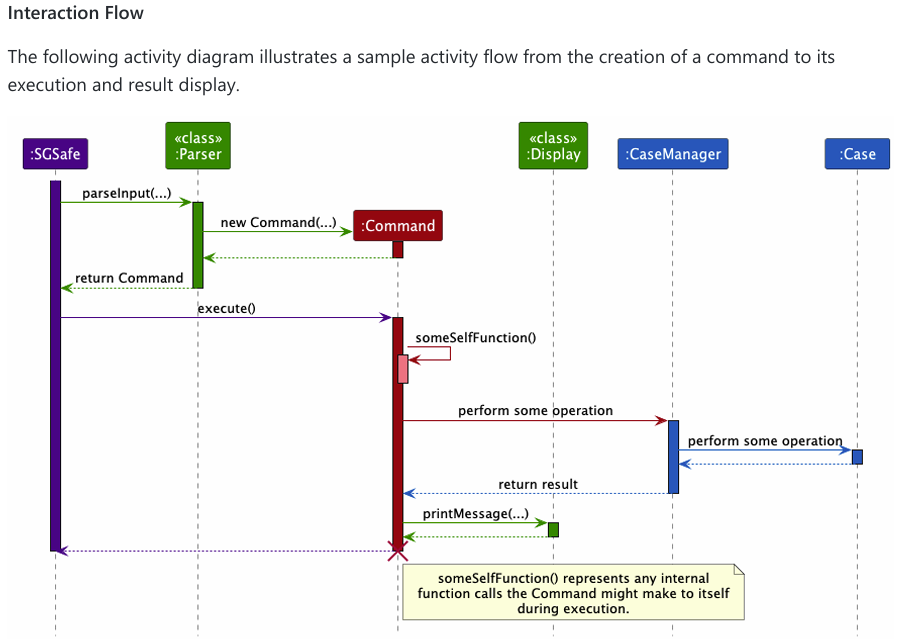 Interaction Flow
The following activity diagram illustrates a sample activity flow from the creation of a command to its
execution and result display.
:SGSafe
«class»
:Parser
«class»
:Display
:CaseManager
:Case
parseInput(...)
new Command(...)
:Command
return Command
execute()
someSelfFunction()
perform some operation
perform some operation
return result
printMessage(...)
someSelfFunction() represents any internal
function calls the Command might make to itself
during execution.